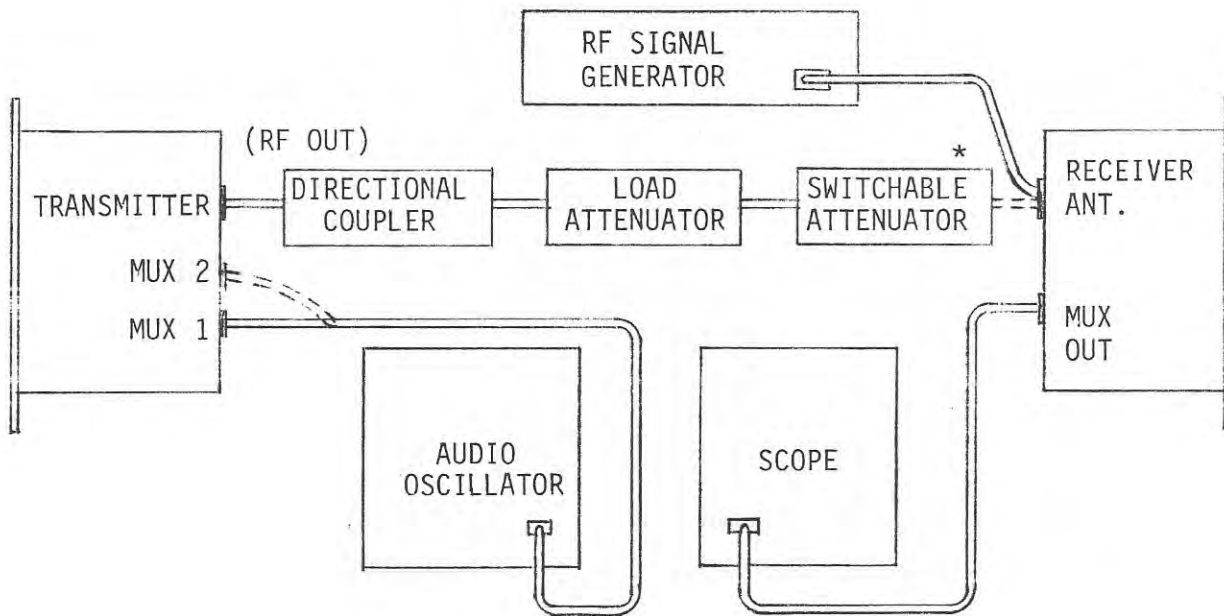 RF SIGNAL
GENERATOR
(RF OUT)
*
TRANSMITTER
DIRECTIONAL
COUPLER
LOAD
ATTENUATOR
SWITCHABLE
ATTENUATOR
RECEIVER
ANT.
MUX 2
MUX 1
MUX
OUT
AUDIO
OSCILLATOR
SCOPE